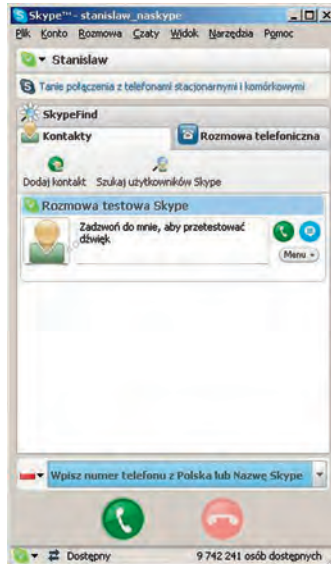 Skype™ - stanislaw_naskype
Plik Konto Rozmowa Czaty Widok Narzędzia Pomoc
Stanislaw
Tanie połączenia z telefonami stacjonarnymi i komórkowymi
SkypeFind
Kontakty Rozmowa telefoniczna
Dodaj kontakt Szukaj użytkowników Skype
Rozmowa testowa Skype
Zadzwoń do mnie, aby przetestować
dźwięk
Menu
Wpisz numer telefonu z Polska lub Nazwę Skype
Dostępny 9 742 241 osób dostępnych